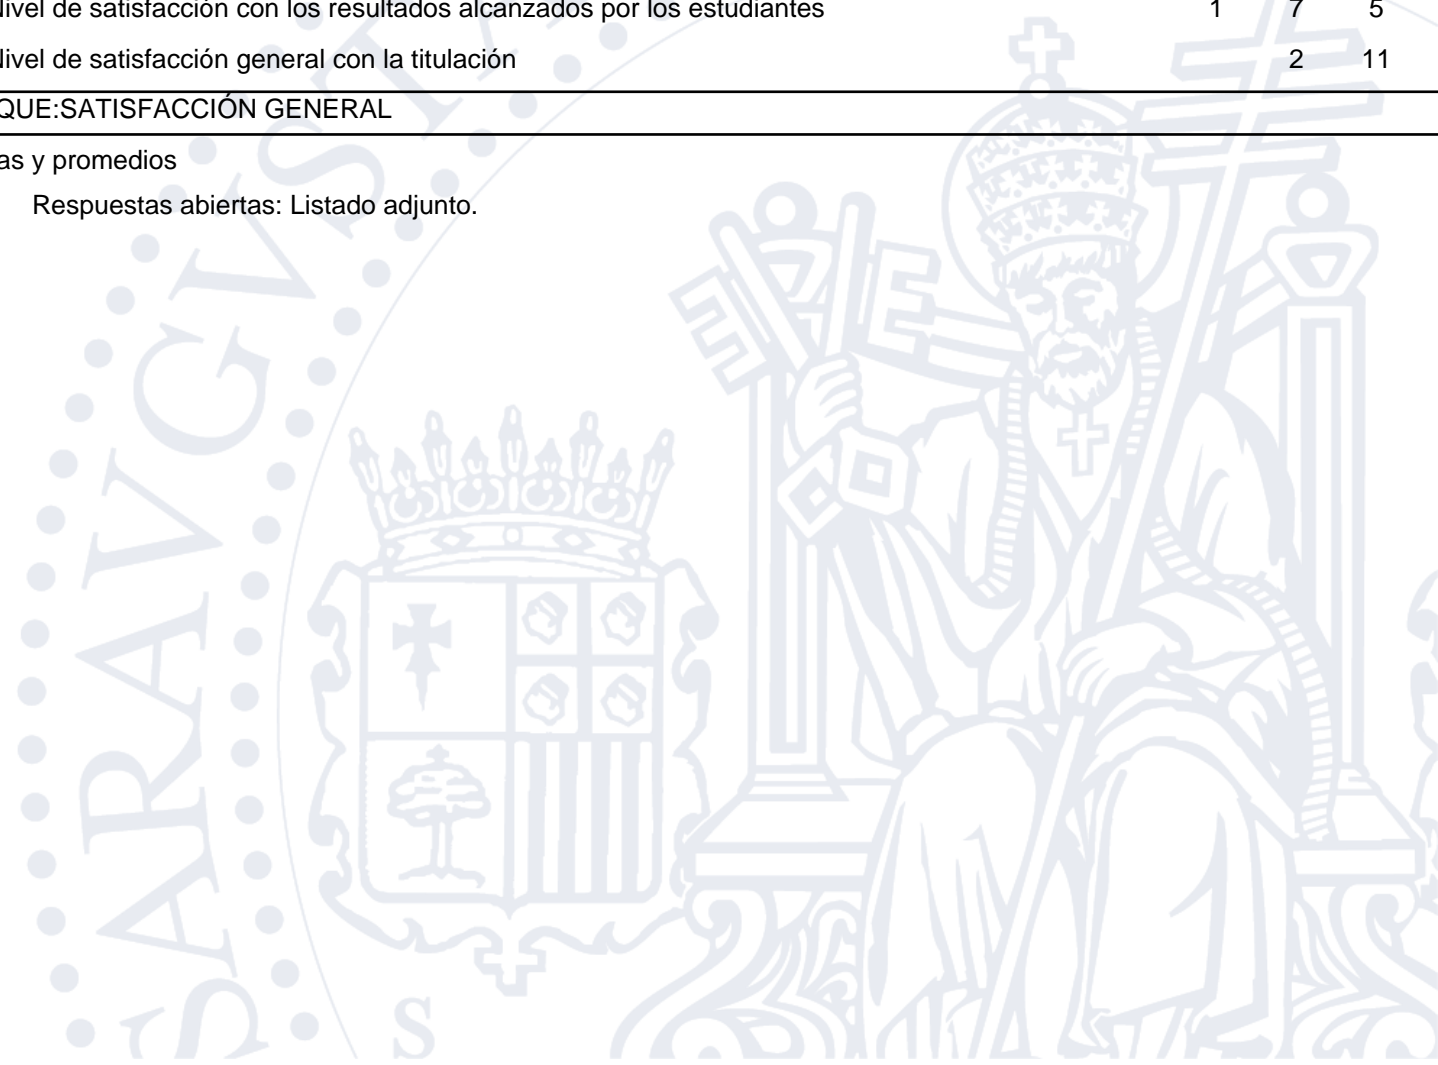 Nivel de satisfacción con los resultados alcanzados por los estudiantes 1 7 5
Nivel de satisfacción general con la titulación 2 11
QUE:SATISFACCIÓN GENERAL
as y promedios
Respuestas abiertas: Listado adjunto.
SARAVGVST
S